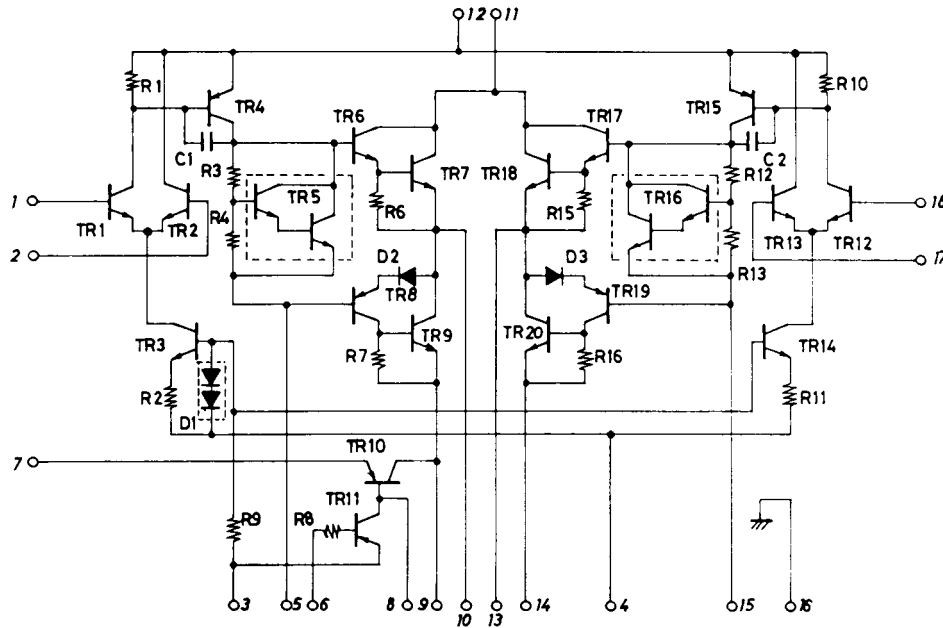 12 11
R1 R10
TR4 TR15
TR6 TR17
C1 C2
R3 TR5 TR7 TR18 TR16 R12
1 R4 R6 R15 18
TR1 TR2 TR13 TR12
2 D2 D3 R13 17
TR8 TR19
TR3 TR9 TR20 TR14
R7 R16
R2 R11
D1
TR10
7
TR11
R9 R8
3 5 6 8 9 10 13 14 4 15 16